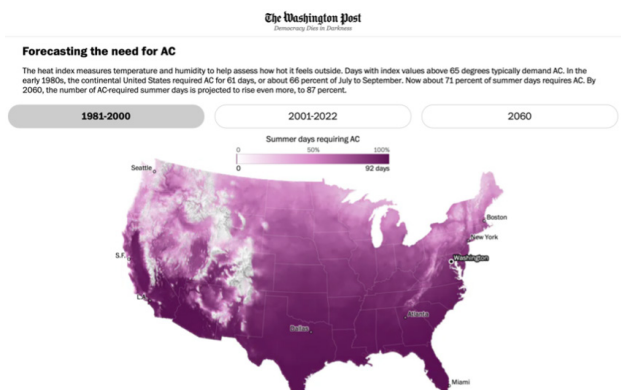 The Washington Post
Democracy Dies in Darkness
Forecasting the need for AC
The heat index measures temperature and humidity to help assess how hot it feels outside. Days with index values above 65 degrees typically demand AC. In the
early 1980s, the continental United States required AC for 61 days, or about 66 percent of July to September. Now about 71 percent of summer days requires AC. By
2060, the number of AC-required summer days is projected to rise even more, to 87 percent.
1981-2000
2001-2022
2060
Summer days requiring AC
0 50% 100%
0 92 days
Seattle
Boston
New York
S.F.
Washington
L.A.
Atlanta
Dallas
Miami